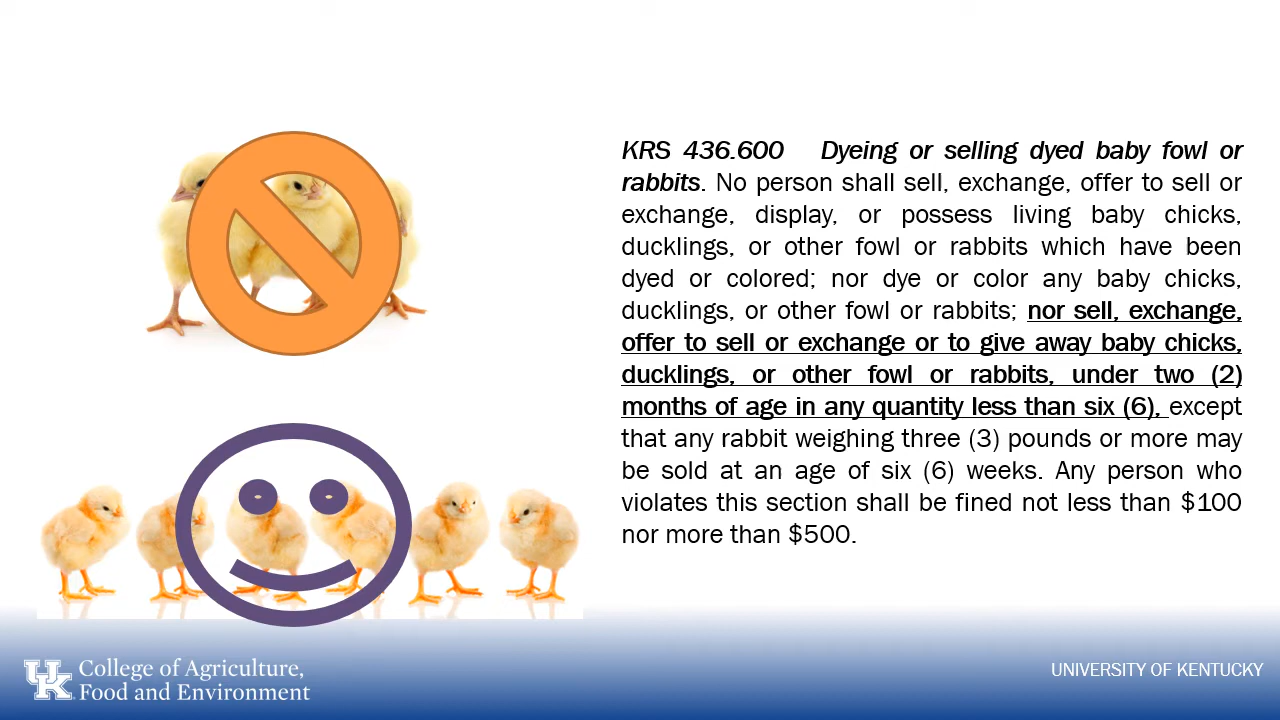 KRS 436.600 Dyeing or selling dyed baby fowl or
rabbits. No person shall sell, exchange, offer to sell or
exchange, display, or possess living baby chicks,
ducklings, or other fowl or rabbits which have been
dyed or colored; nor dye or color any baby chicks,
ducklings, or other fowl or rabbits; nor sell, exchange,
offer to sell or exchange or to give away baby chicks,
ducklings, or other fowl or rabbits, under two (2)
months of age in any quantity less than six (6), except
that any rabbit weighing three (3) pounds or more may
be sold at an age of six (6) weeks. Any person who
violates this section shall be fined not less than $100
nor more than $500.
UK College of Agriculture,
Food and Environment
UNIVERSITY OF KENTUCKY